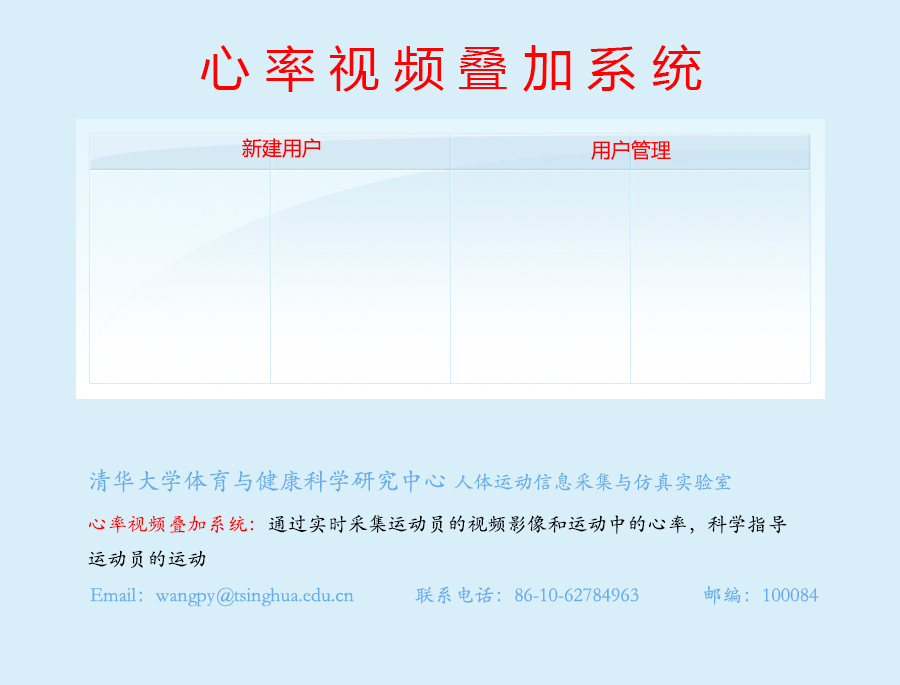 心率视频叠加系统
新建用户 用户管理
清华大学体育与健康科学研究中心 人体运动信息采集与仿真实验室
心率视频叠加系统：通过实时采集运动员的视频影像和运动中的心率，科学指导
运动员的运动
Email：wangpy@tsinghua.edu.cn 联系电话：86-10-62784963 邮编：100084